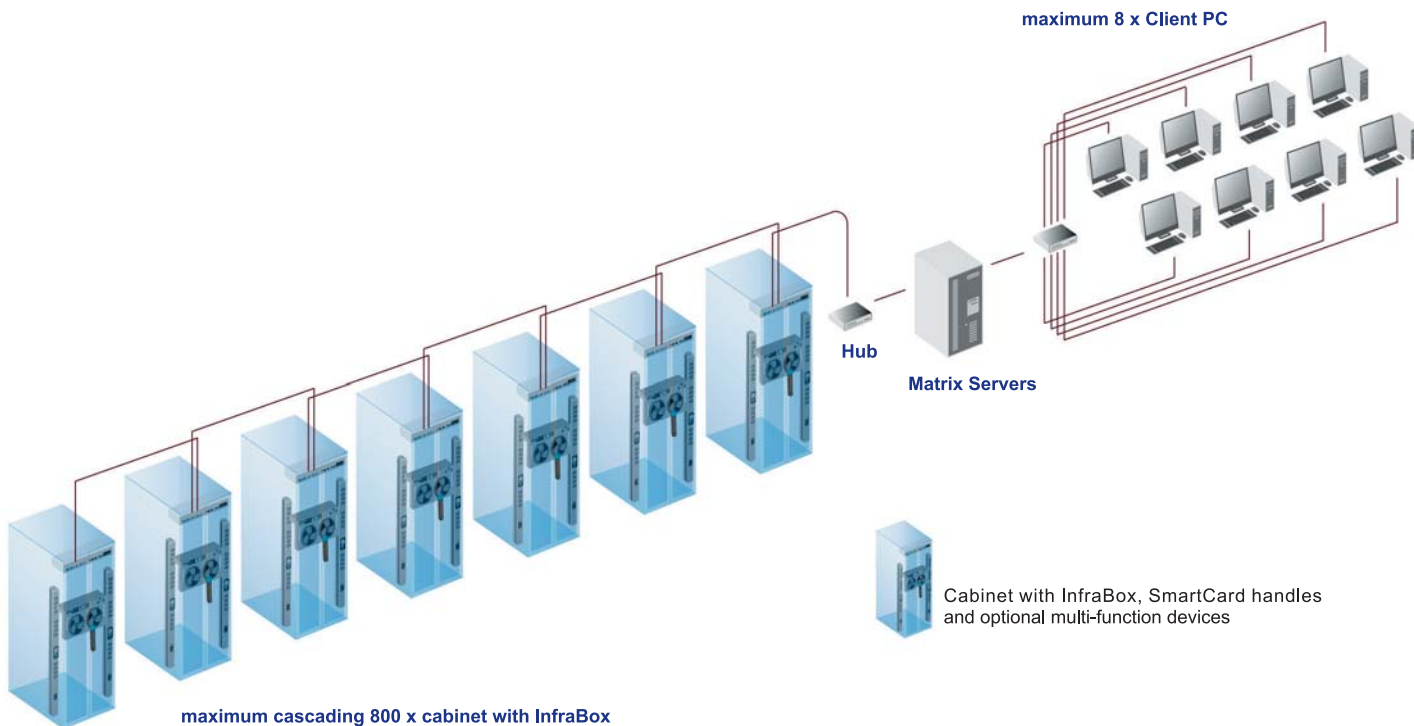 maximum 8 x Client PC
Hub
Matrix Servers
Cabinet with InfraBox, SmartCard handles
and optional multi-function devices
maximum cascading 800 x cabinet with InfraBox